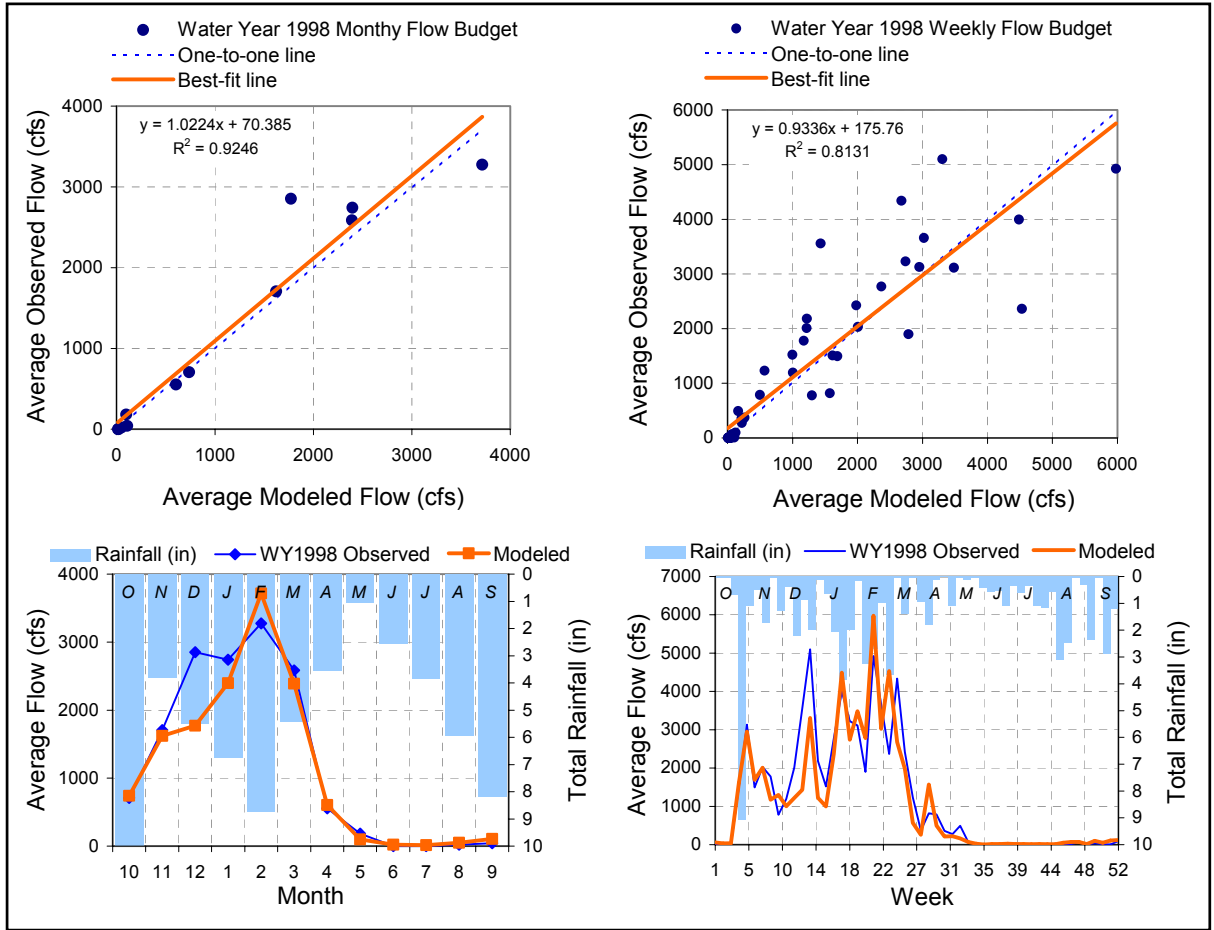 Water Year 1998 Monthy Flow Budget
One-to-one line
Best-fit line
y = 1.0224x + 70.385
R² = 0.9246
Average Observed Flow (cfs)
4000
3000
2000
1000
0
0 1000 2000 3000 4000
Average Modeled Flow (cfs)
Water Year 1998 Weekly Flow Budget
One-to-one line
Best-fit line
y = 0.9336x + 175.76
R² = 0.8131
Average Observed Flow (cfs)
6000
5000
4000
3000
2000
1000
0
0 1000 2000 3000 4000 5000 6000
Average Modeled Flow (cfs)
Rainfall (in) WY1998 Observed Modeled
Average Flow (cfs)
4000
3000
2000
1000
0
O N D J F M A M J J A S
0
1
2
3
4
5
6
7
8
9
10
Total Rainfall (in)
10 11 12 1 2 3 4 5 6 7 8 9
Month
Rainfall (in) WY1998 Observed Modeled
Average Flow (cfs)
7000
6000
5000
4000
3000
2000
1000
0
O N D J F M A M J J A S
0
1
2
3
4
5
6
7
8
9
10
Total Rainfall (in)
1 5 9 14 18 22 27 31 35 39 44 48 52
Week